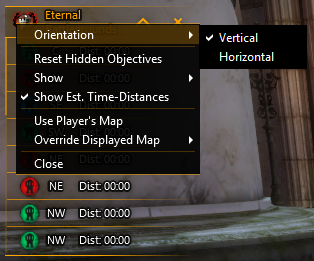 Eternal
Orientation
Vertical
Horizontal
Reset Hidden Objectives
Show
Show Est. Time-Distances
Use Player's Map
Override Displayed Map
Close
NE Dist: 00:00
NW Dist: 00:00
NW Dist: 00:00